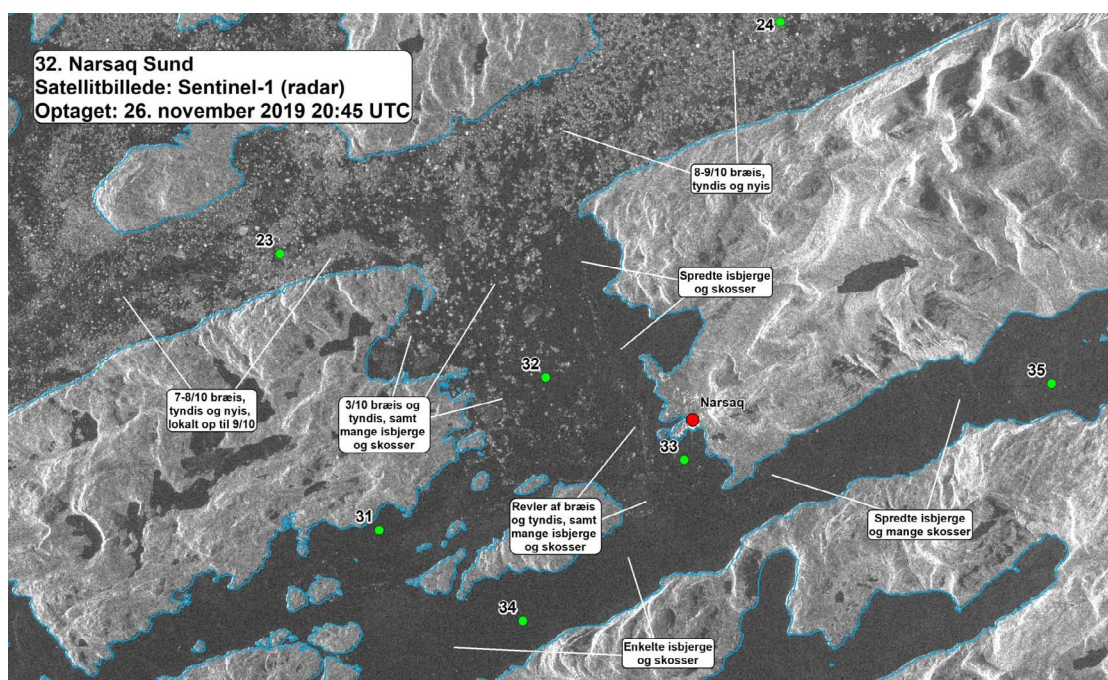 32. Narsaq Sund
Satellitbillede: Sentinel-1 (radar)
Optaget: 26. november 2019 20:45 UTC
24
8-9/10 bræis,
tyndis og nyis
23
Spredte isbjerge
og skosser
32
35
7-8/10 bræis,
tyndis og nyis,
lokalt op til 9/10
3/10 bræis og
tyndis, samt
mange isbjerge
og skosser
Narsaq
33
31
Revler af bræis
og tyndis, samt
mange isbjerge
og skosser
Spredte isbjerge
og mange skosser
34
Enkelte isbjerge
og skosser